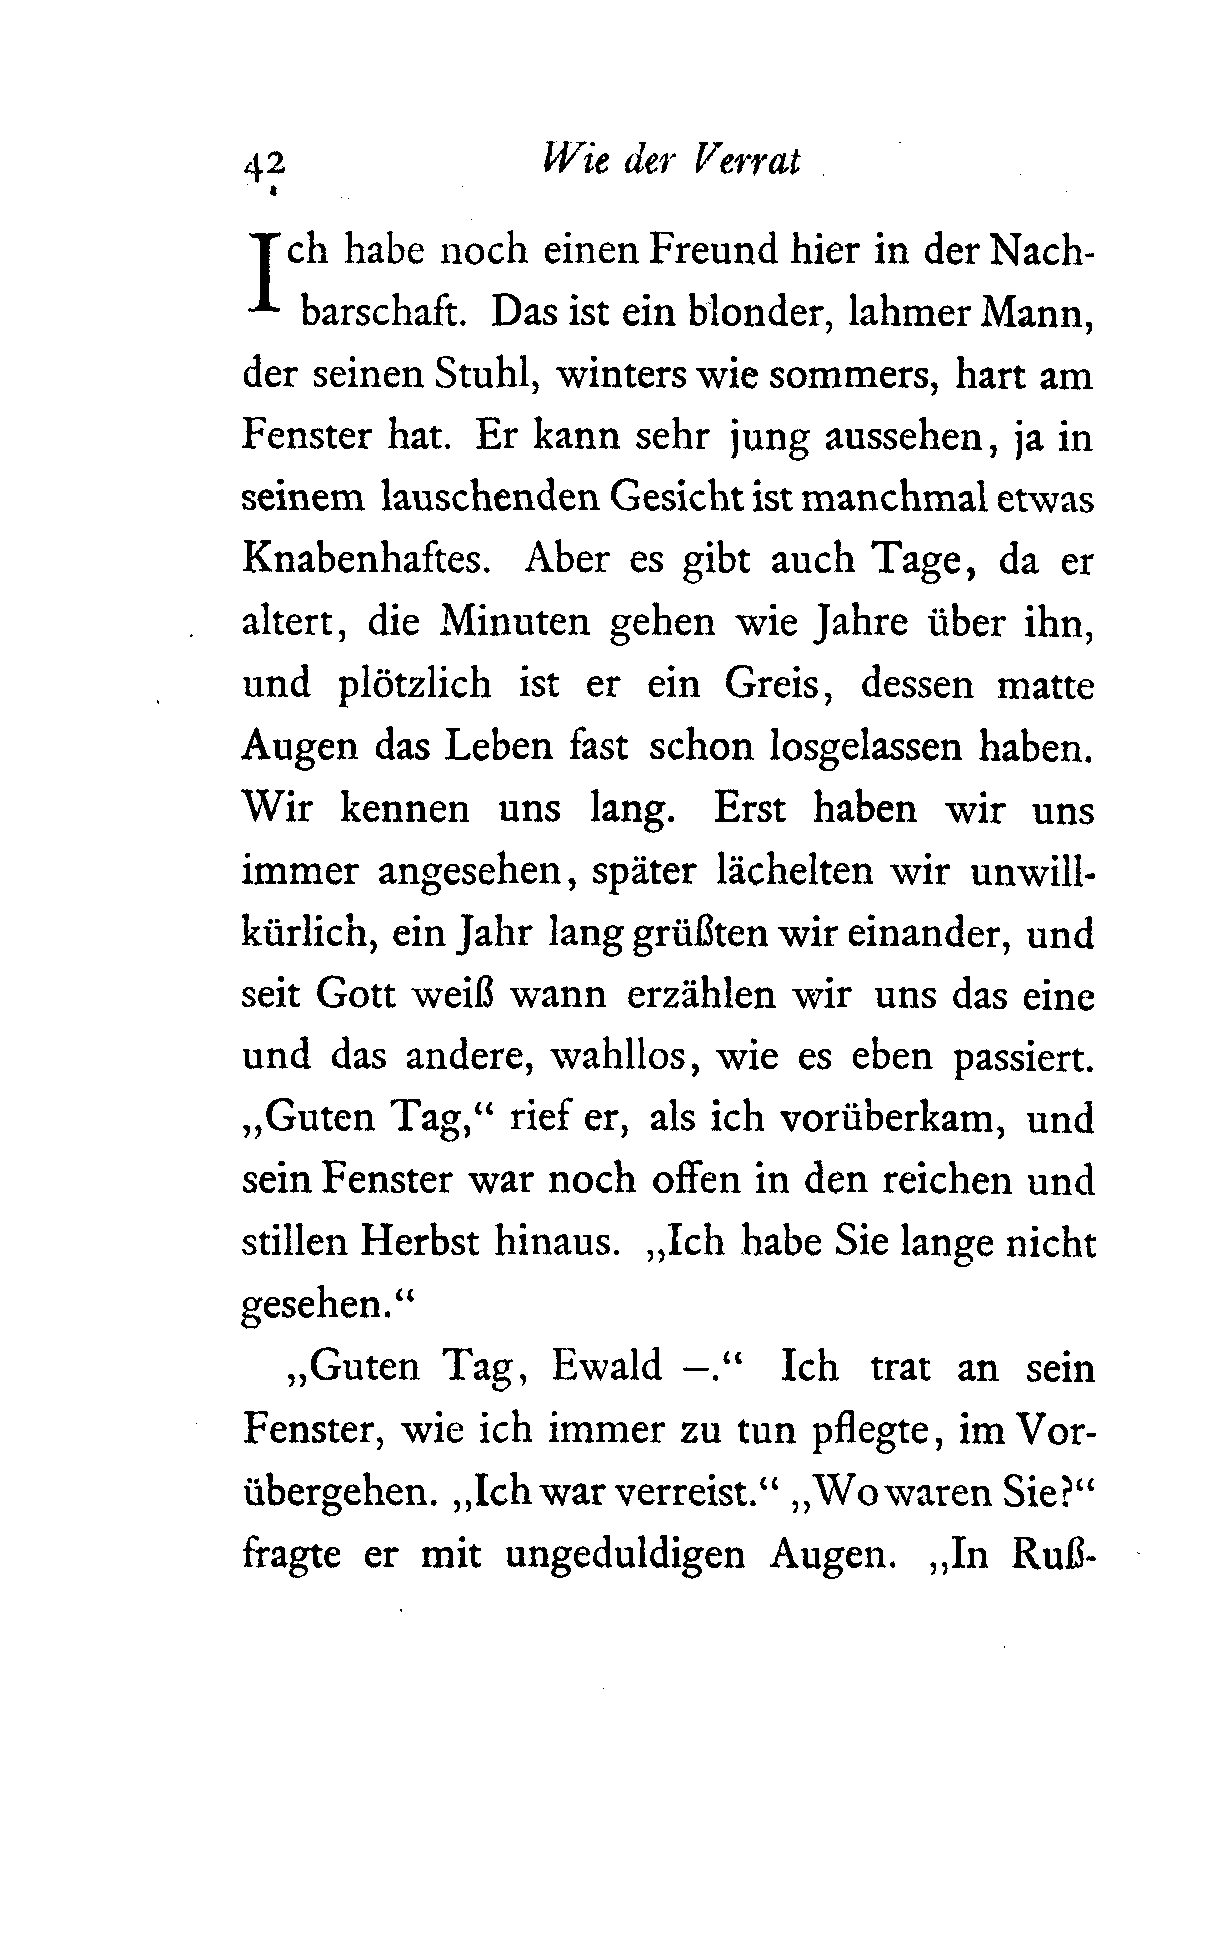 42 Wie der Verrat
Ich habe noch einen Freund hier in der Nach-
barschaft. Das ist ein blonder, lahmer Mann,
der seinen Stuhl, winters wie sommers, hart am
Fenster hat. Er kann sehr jung aussehen, ja in
seinem lauschenden Gesicht ist manchmal etwas
Knabenhaftes. Aber es gibt auch Tage, da er
altert, die Minuten gehen wie Jahre über ihn,
und plötzlich ist er ein Greis, dessen matte
Augen das Leben fast schon losgelassen haben.
Wir kennen uns lang. Erst haben wir uns
immer angesehen, später lächelten wir unwill-
kürlich, ein Jahr lang grüßten wir einander, und
seit Gott weiß wann erzählen wir uns das eine
und das andere, wahllos, wie es eben passiert.
„Guten Tag,“ rief er, als ich vorüberkam, und
sein Fenster war noch offen in den reichen und
stillen Herbst hinaus. „Ich habe Sie lange nicht
gesehen.“
„Guten Tag, Ewald —.“ Ich trat an sein
Fenster, wie ich immer zu tun pflegte, im Vor-
übergehen. „Ich war verreist.“ „Wo waren Sie?“
fragte er mit ungeduldigen Augen. „In Ruß-